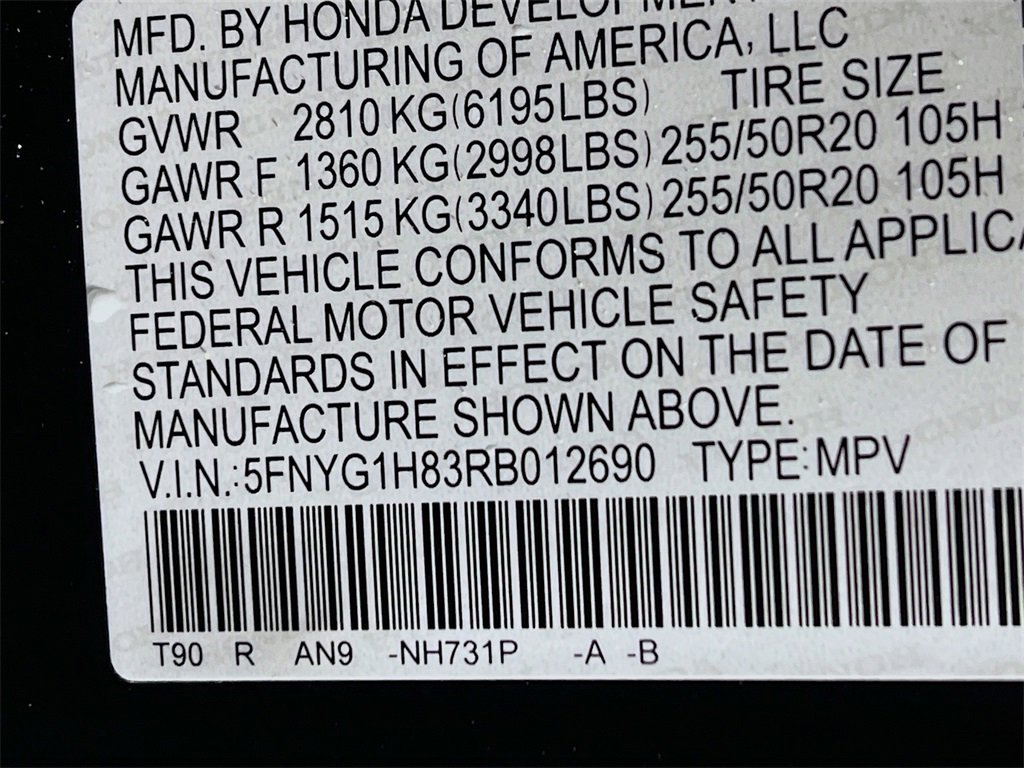 MFD. BY HONDA DEVELOPMEN
MANUFACTURING OF AMERICA, LLC
GVWR 2810 KG(6195LBS) TIRE SIZE
GAWR F 1360 KG(2998LBS) 255/50R20 105H
GAWR R 1515 KG(3340LBS) 255/50R20 105H
THIS VEHICLE CONFORMS TO ALL APPLICA
FEDERAL MOTOR VEHICLE SAFETY
STANDARDS IN EFFECT ON THE DATE OF
MANUFACTURE SHOWN ABOVE.
V.I.N.:5FNYG1H83RB012690 TYPE:MPV
T90 R AN9 -NH731P -A -B